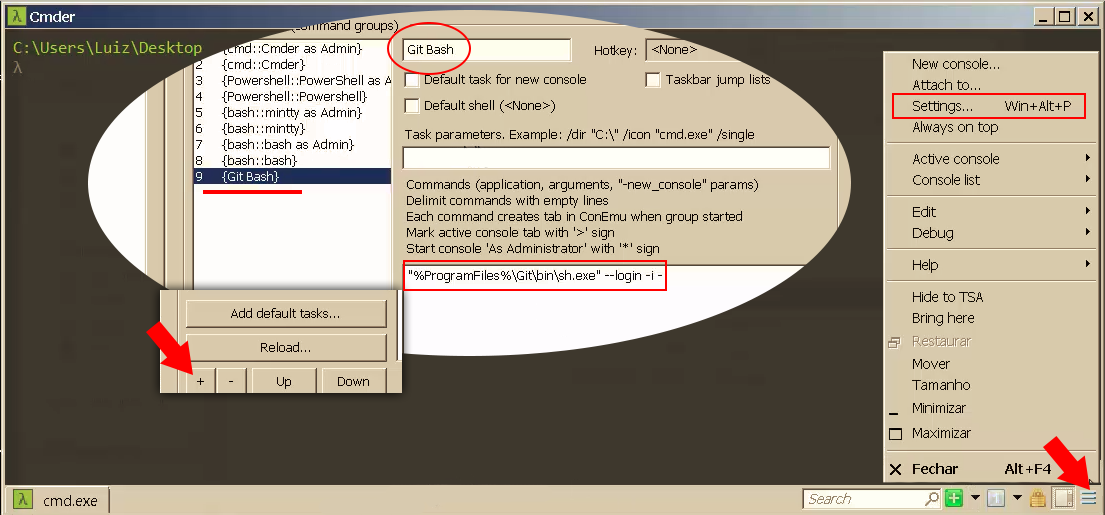 Cmder
C:\Users\Luiz\Desktop
λ
command groups)
{cmd::Cmder as Admin}
2 {cmd::Cmder}
3 {Powershell::PowerShell as A
4 {Powershell::Powershell}
5 {bash::mintty as Admin}
6 {bash::mintty}
7 {bash::bash as Admin}
8 {bash::bash}
9 {Git Bash}
Git Bash
Hotkey: <None>
Default task for new console
Taskbar jump lists
Default shell (<None>)
Task parameters. Example: /dir "C:\" /icon "cmd.exe" /single
Commands (application, arguments, "-new_console" params)
Delimit commands with empty lines
Each command creates tab in ConEmu when group started
Mark active console tab with '>' sign
Start console 'As Administrator' with '*' sign
"%ProgramFiles%\Git\bin\sh.exe" --login -i -
Add default tasks...
Reload...
+ - Up Down
New console...
Attach to...
Settings... Win+Alt+P
Always on top
Active console
Console list
Edit
Debug
Help
Hide to TSA
Bring here
Restaurar
Mover
Tamanho
Minimizar
Maximizar
Fechar Alt+F4
λ cmd.exe
Search